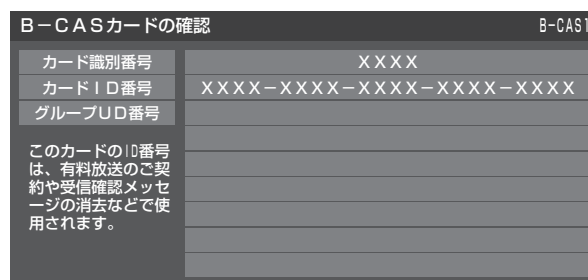 B－CASカードの確認 B-CAS1
カード識別番号 XXXX
カードID番号 XXXX－XXXX－XXXX－XXXX－XXXX
グループUD番号
このカードのID番号
は、有料放送のご契
約や受信確認メッセ
ージの消去などで使
用されます。